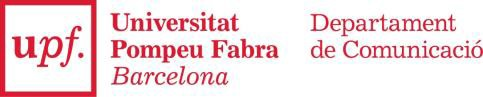 upf.
Universitat
Pompeu Fabra
Barcelona
Departament
de Comunicació